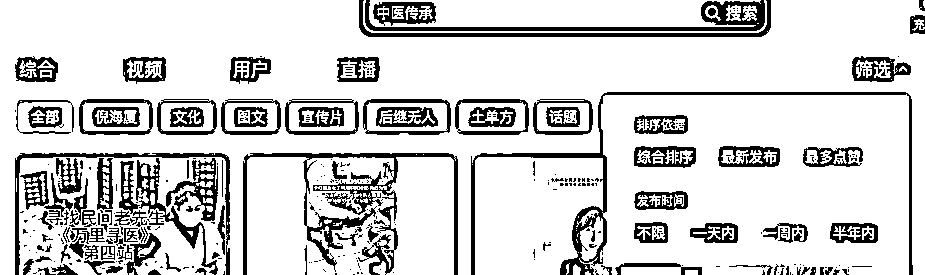 中医传承 搜索
充
综合 视频 用户 直播 筛选
全部 倪海厦 文化 图文 宣传片 后继无人 土单方 话题
排序依据
综合排序 最新发布 最多点赞
发布时间
不限 一天内 一周内 半年内
寻找民间老先生
《万里寻医》
第四站